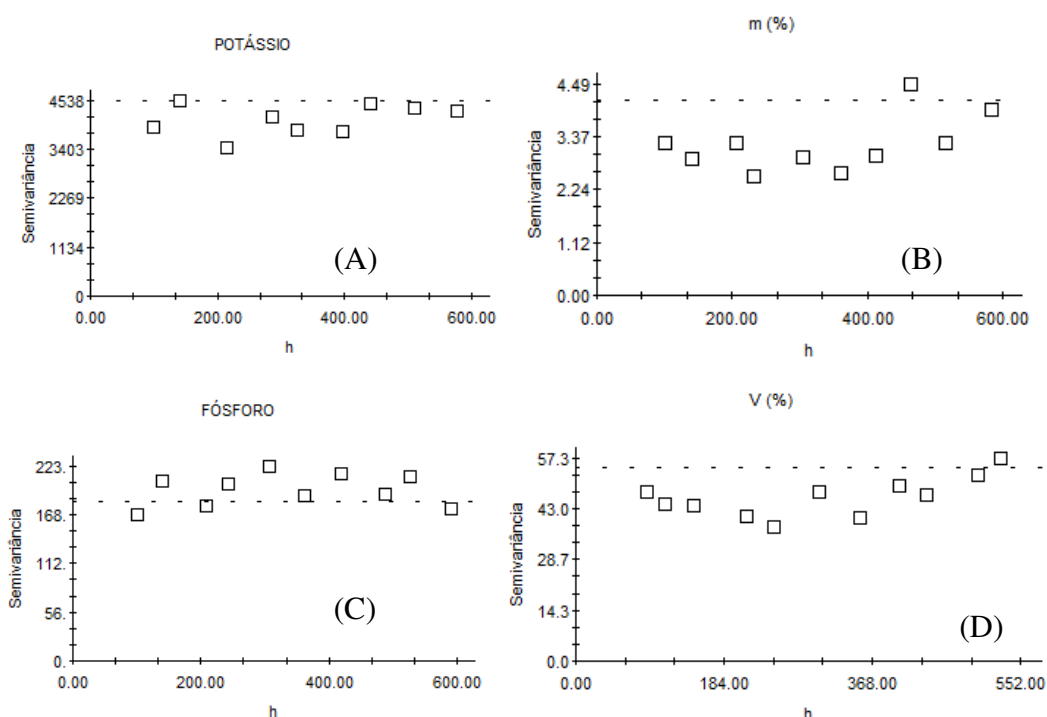 POTÁSSIO
4538
3403
2269
1134
0
Semivariância
0.00 200.00 400.00 600.00
h
(A)
m (%)
4.49
3.37
2.24
1.12
0.00
Semivariância
0.00 200.00 400.00 600.00
h
(B)
FÓSFORO
223.
168.
112.
56.
0.
Semivariância
0.00 200.00 400.00 600.00
h
(C)
V (%)
57.3
43.0
28.7
14.3
0.0
Semivariância
0.00 184.00 368.00 552.00
h
(D)